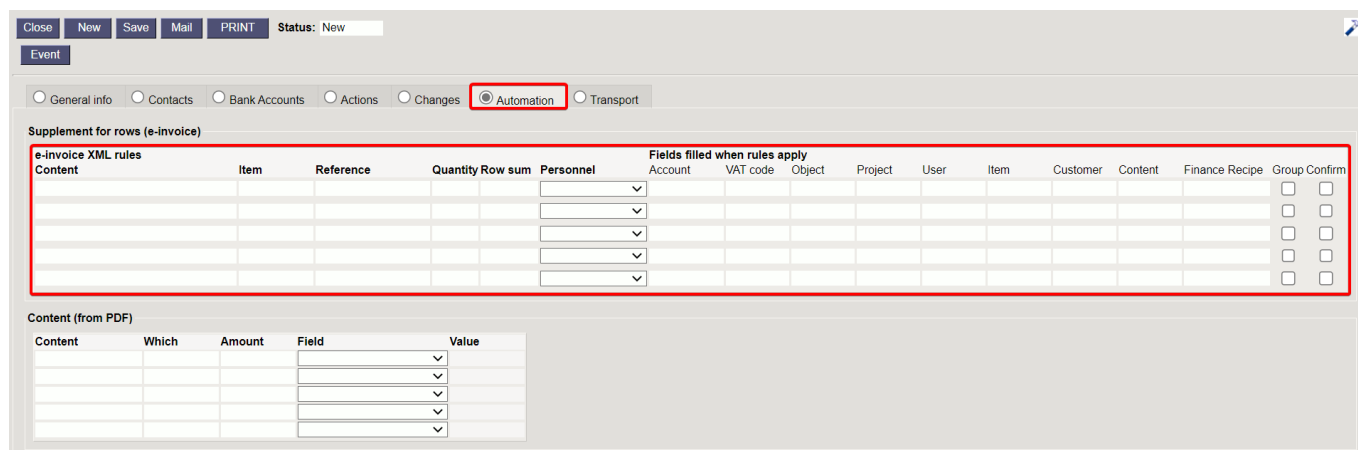 Close New Save Mail PRINT Status: New
Event
General info Contacts Bank Accounts Actions Changes Automation Transport
Supplement for rows (e-invoice)
e-invoice XML rules Fields filled when rules apply
Content Item Reference Quantity Row sum Personnel Account VAT code Object Project User Item Customer Content Finance Recipe Group Confirm
Content (from PDF)
Content Which Amount Field Value